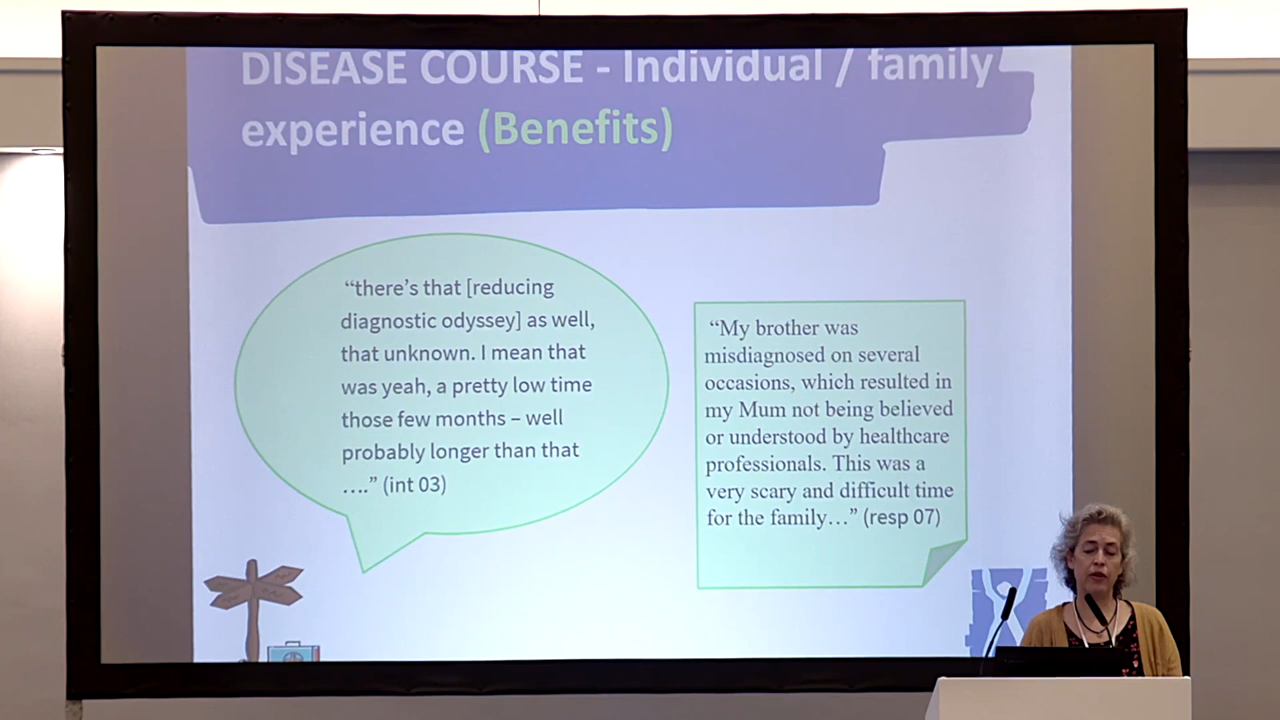 DISEASE COURSE - Individual / family
experience (Benefits)
“there’s that [reducing
diagnostic odyssey] as well,
that unknown. I mean that
was yeah, a pretty low time
those few months – well
probably longer than that
….” (int 03)
“My brother was
misdiagnosed on several
occasions, which resulted in
my Mum not being believed
or understood by healthcare
professionals. This was a
very scary and difficult time
for the family…” (resp 07)